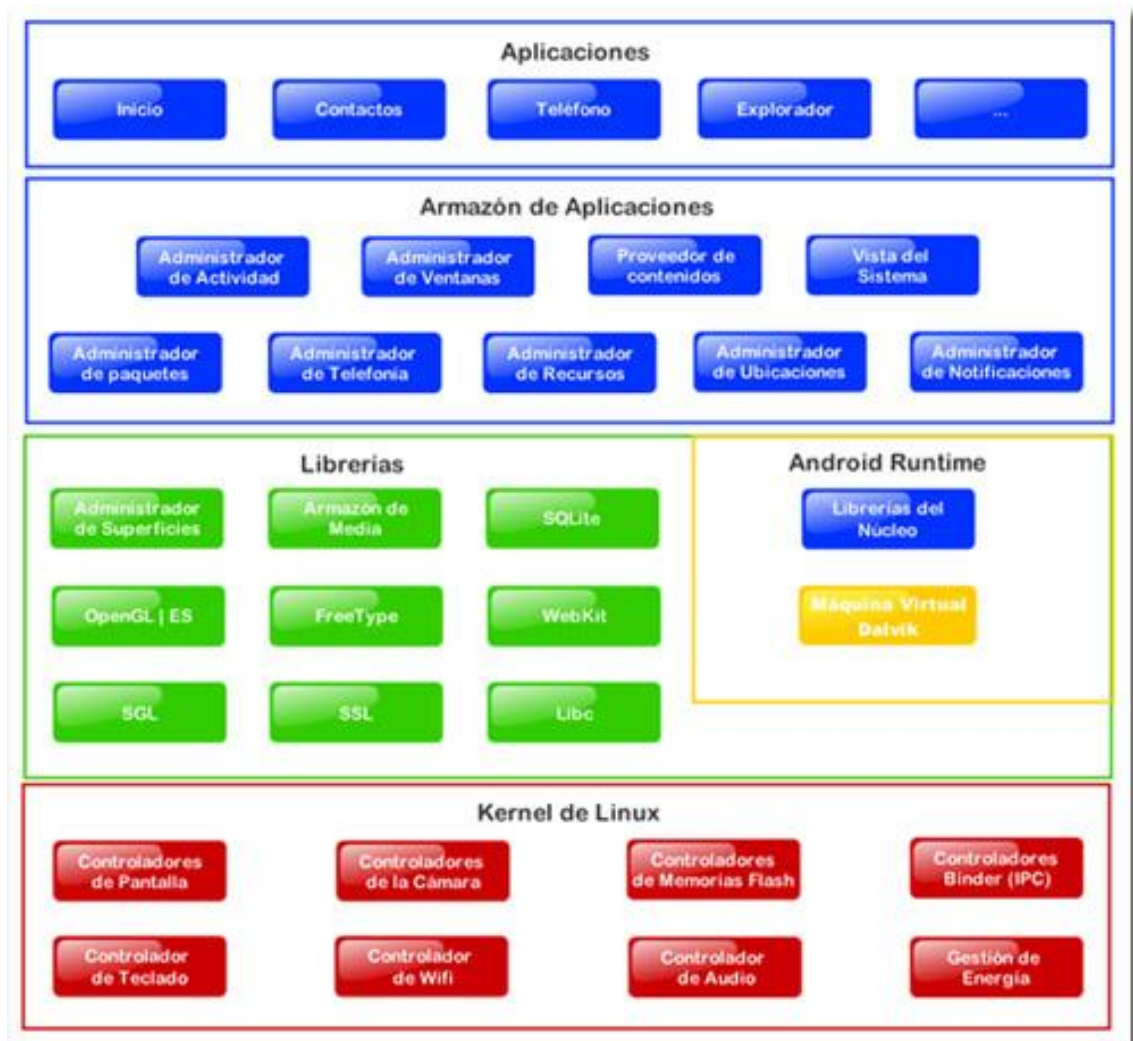 Aplicaciones
Inicio
Contactos
Teléfono
Explorador
...
Armazón de Aplicaciones
Administrador
de Actividad
Administrador
de Ventanas
Proveedor de
contenidos
Vista del
Sistema
Administrador
de paquetes
Administrador
de Telefonía
Administrador
de Recursos
Administrador
de Ubicaciones
Administrador
de Notificaciones
Librerías
Administrador
de Superficies
Armazón de
Media
SQLite
OpenGL | ES
FreeType
WebKit
SGL
SSL
Libc
Android Runtime
Librerías del
Núcleo
Máquina Virtual
Dalvik
Kernel de Linux
Controladores
de Pantalla
Controladores
de la Cámara
Controladores
de Memorias Flash
Controladores
Binder (IPC)
Controlador
de Teclado
Controlador
de Wifi
Controlador
de Audio
Gestión de
Energía